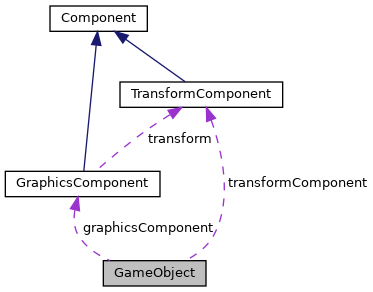 Component
TransformComponent
transform
GraphicsComponent
transformComponent
graphicsComponent
GameObject